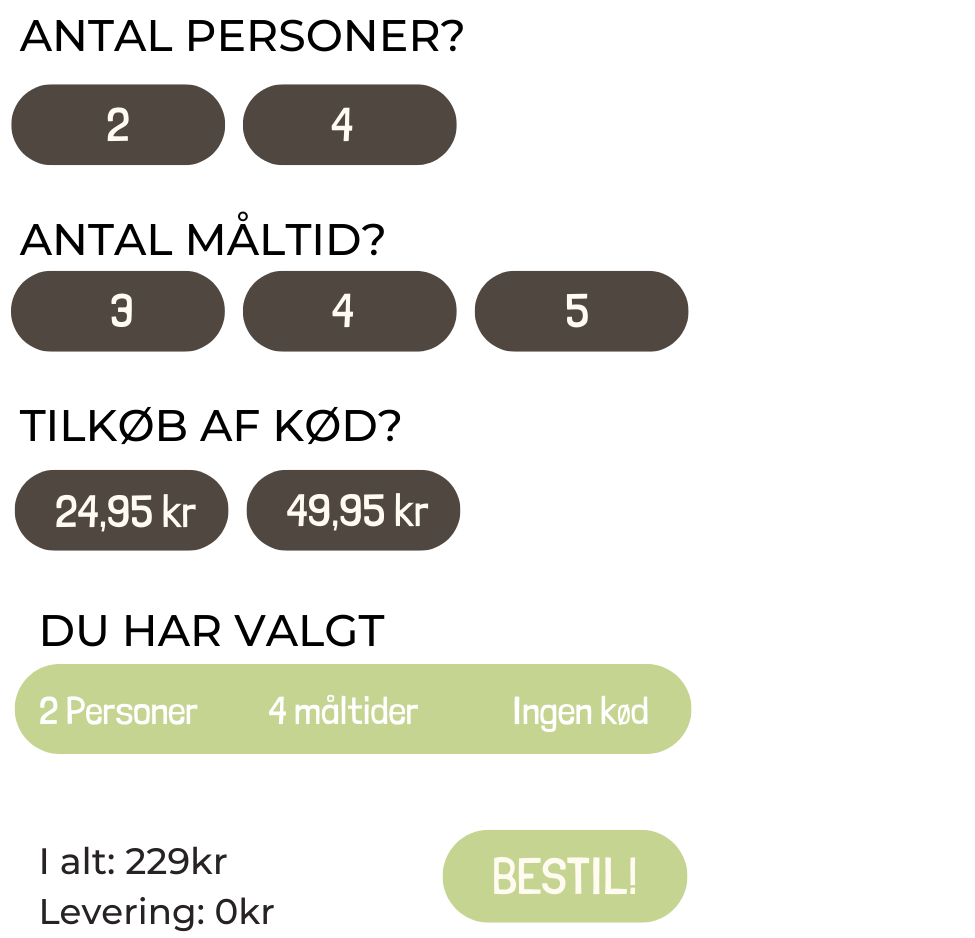 ANTAL PERSONER?
2 4
ANTAL MÅLTID?
3 4 5
TILKØB AF KØD?
24,95 kr 49,95 kr
DU HAR VALGT
2 Personer 4 måltider Ingen kød
I alt: 229kr
Levering: 0kr
BESTIL!